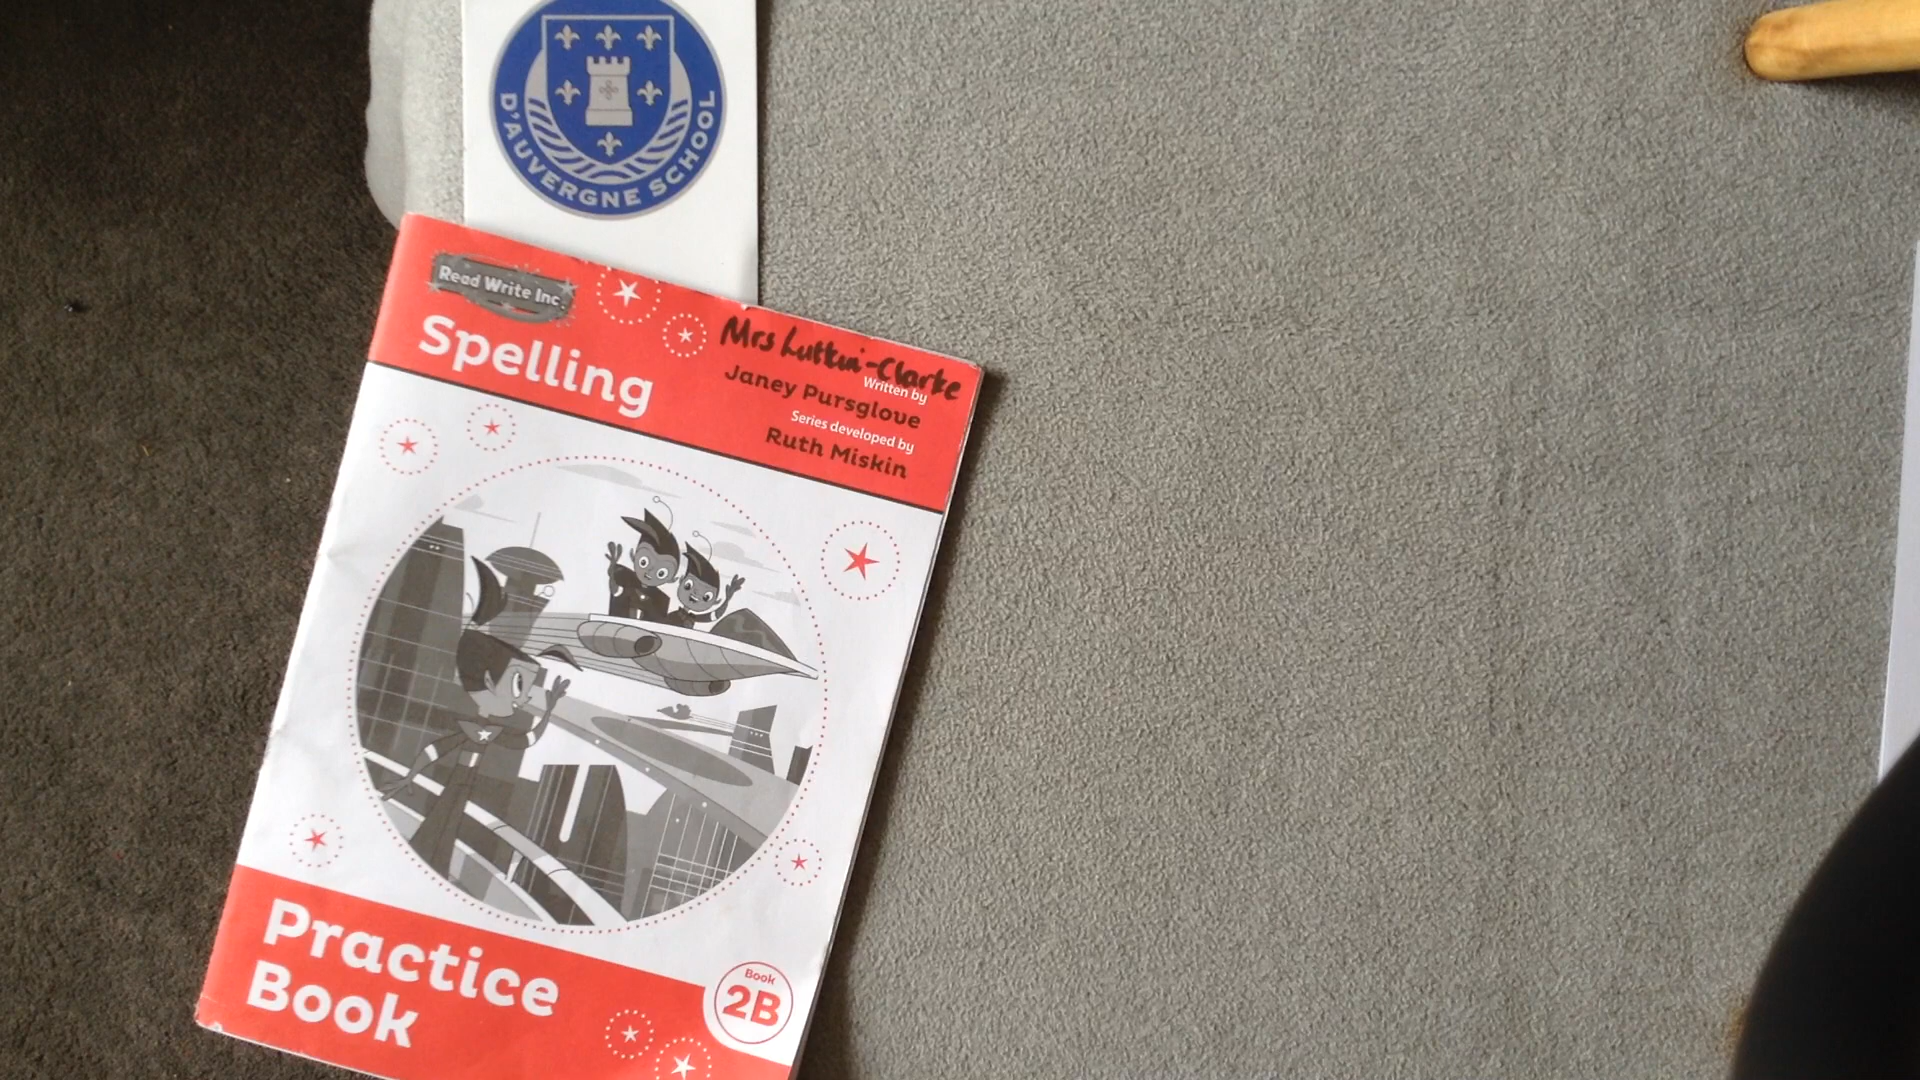 D'AUVERGNE SCHOOL
Read Write Inc.
Spelling
Mrs Lutkin-Clarke
Written by
Janey Pursglove
Series developed by
Ruth Miskin
Practice
Book
Book
2B